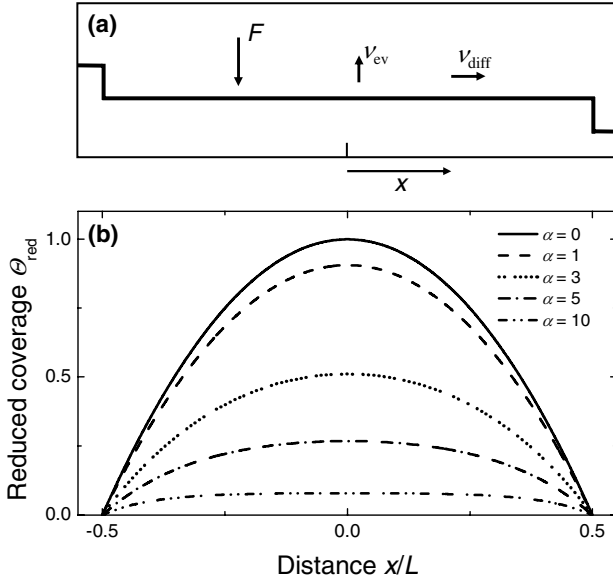 (a)
F
νev
νdiff
x
(b)
Reduced coverage Θred
1.0
0.5
0.0
α = 0
α = 1
α = 3
α = 5
α = 10
-0.5
0.0
0.5
Distance x/L